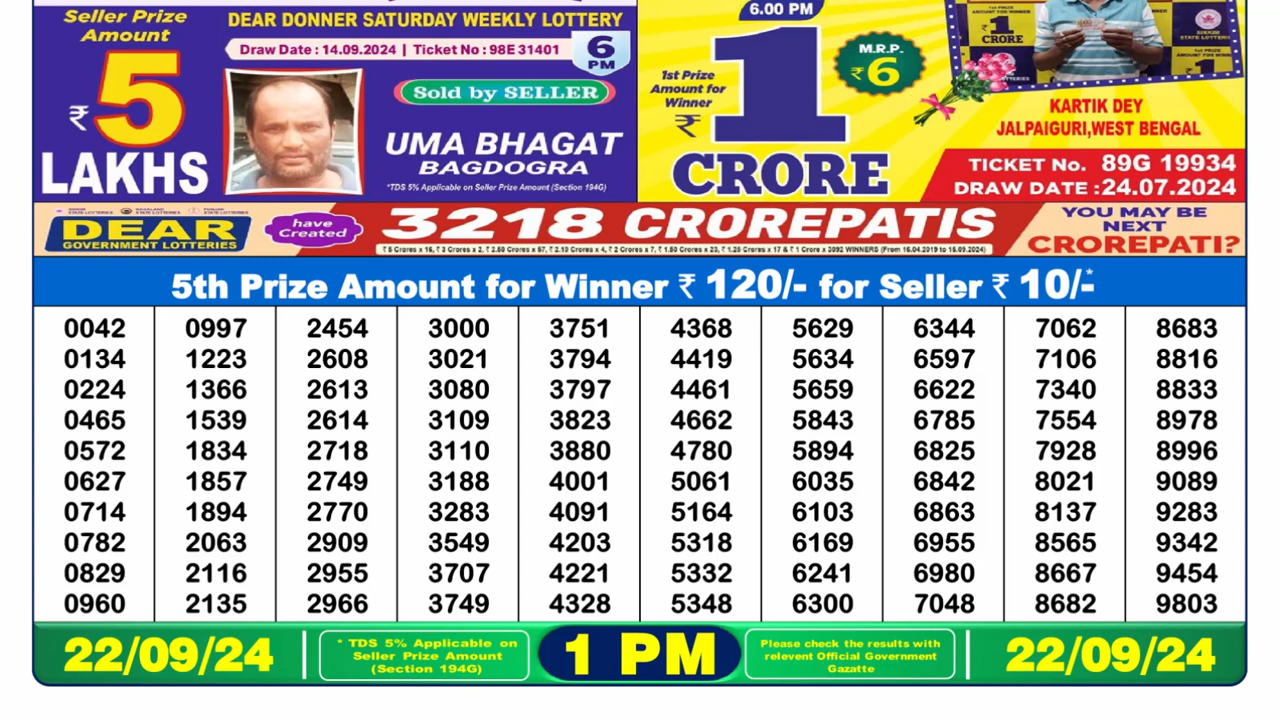 Seller Prize
Amount
₹ 5
LAKHS
DEAR DONNER SATURDAY WEEKLY LOTTERY
Draw Date : 14.09.2024 | Ticket No : 98E 31401
6
PM
Sold by SELLER
UMA BHAGAT
BAGDOGRA
*TDS 5% Applicable on Seller Prize Amount (Section 194G)
6.00 PM
1st Prize
Amount for
Winner
₹ 1
CRORE
M.R.P.
₹6
₹1
CRORE
STATE LOTTERIES
KARTIK DEY
JALPAIGURI,WEST BENGAL
TICKET No. 89G 19934
DRAW DATE :24.07.2024
DEAR
GOVERNMENT LOTTERIES
have
Created
3218 CROREPATIS
YOU MAY BE
NEXT
CROREPATI?
5th Prize Amount for Winner ₹ 120/- for Seller ₹ 10/-*
0042 0997 2454 3000 3751 4368 5629 6344 7062 8683
0134 1223 2608 3021 3794 4419 5634 6597 7106 8816
0224 1366 2613 3080 3797 4461 5659 6622 7340 8833
0465 1539 2614 3109 3823 4662 5843 6785 7554 8978
0572 1834 2718 3110 3880 4780 5894 6825 7928 8996
0627 1857 2749 3188 4001 5061 6035 6842 8021 9089
0714 1894 2770 3283 4091 5164 6103 6863 8137 9283
0782 2063 2909 3549 4203 5318 6169 6955 8565 9342
0829 2116 2955 3707 4221 5332 6241 6980 8667 9454
0960 2135 2966 3749 4328 5348 6300 7048 8682 9803
22/09/24
* TDS 5% Applicable on
Seller Prize Amount
(Section 194G)
1 PM
Please check the results with
relevent Official Government
Gazatte
22/09/24